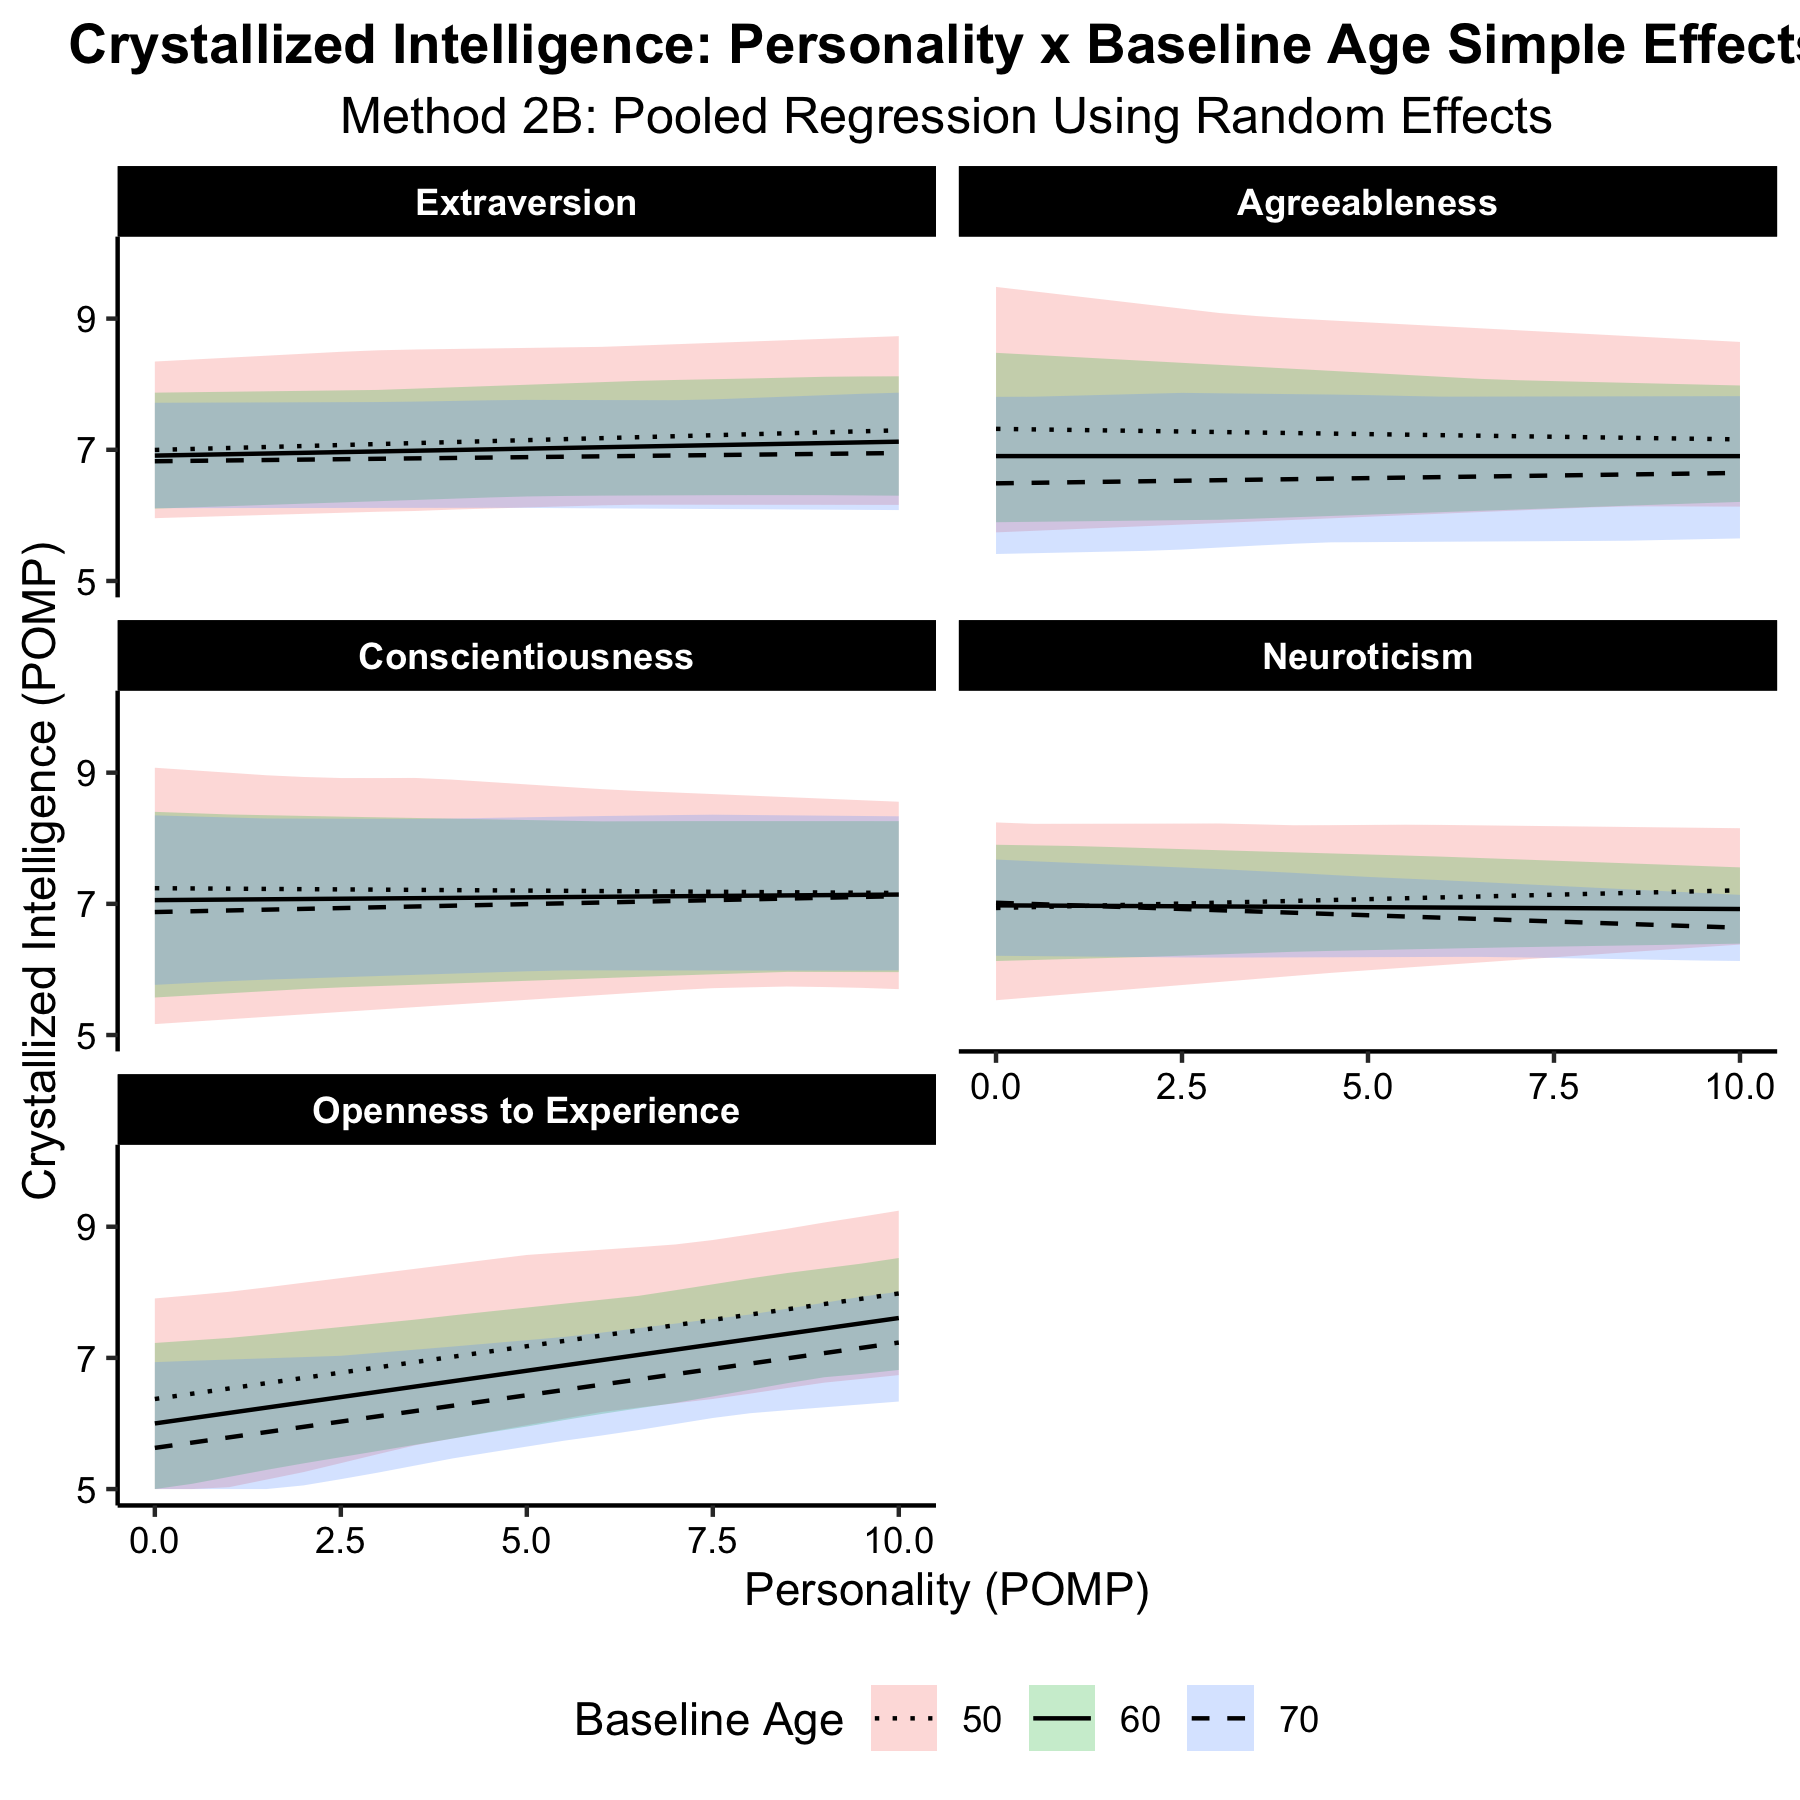 Crystallized Intelligence: Personality x Baseline Age Simple Effects
Method 2B: Pooled Regression Using Random Effects
Extraversion
Agreeableness
9
7
5
Conscientiousness
Neuroticism
9
7
5
0.0 2.5 5.0 7.5 10.0
Openness to Experience
9
7
5
0.0 2.5 5.0 7.5 10.0
Crystallized Intelligence (POMP)
Personality (POMP)
Baseline Age 50 60 70